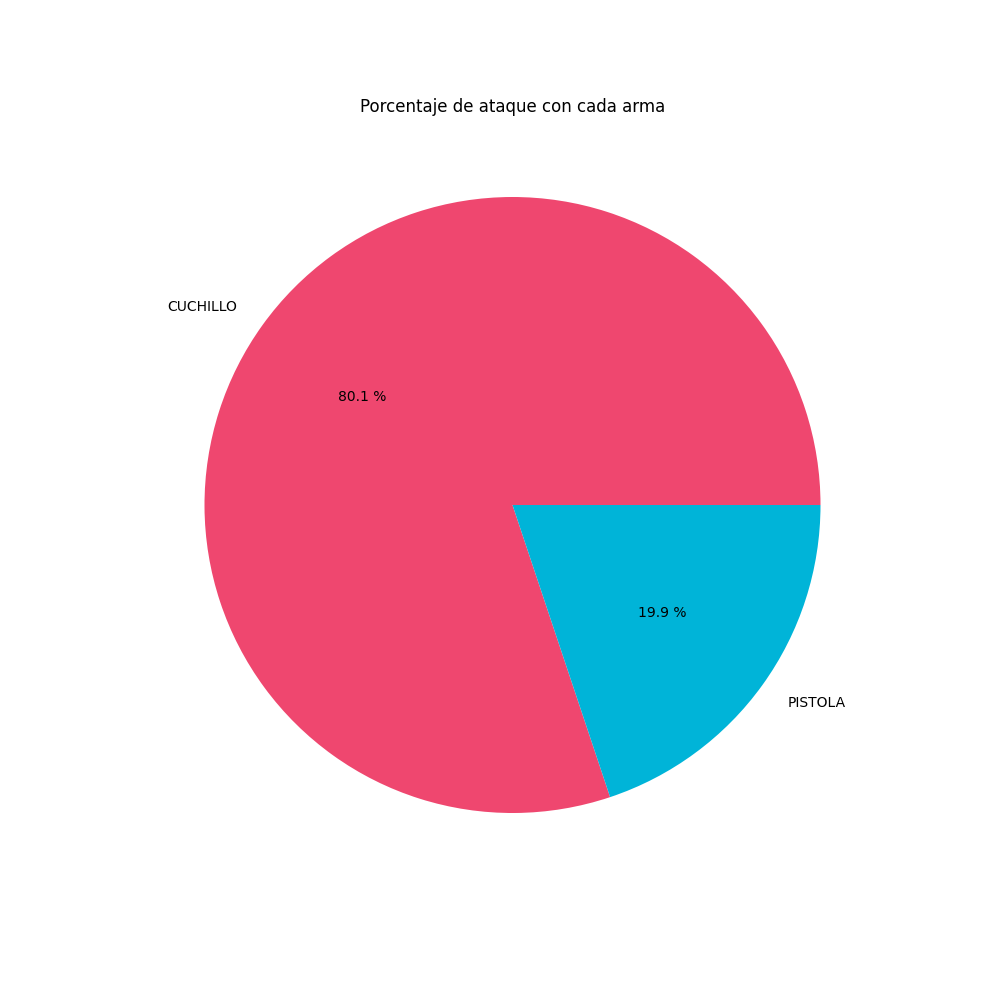 Porcentaje de ataque con cada arma
CUCHILLO
80.1 %
19.9 %
PISTOLA